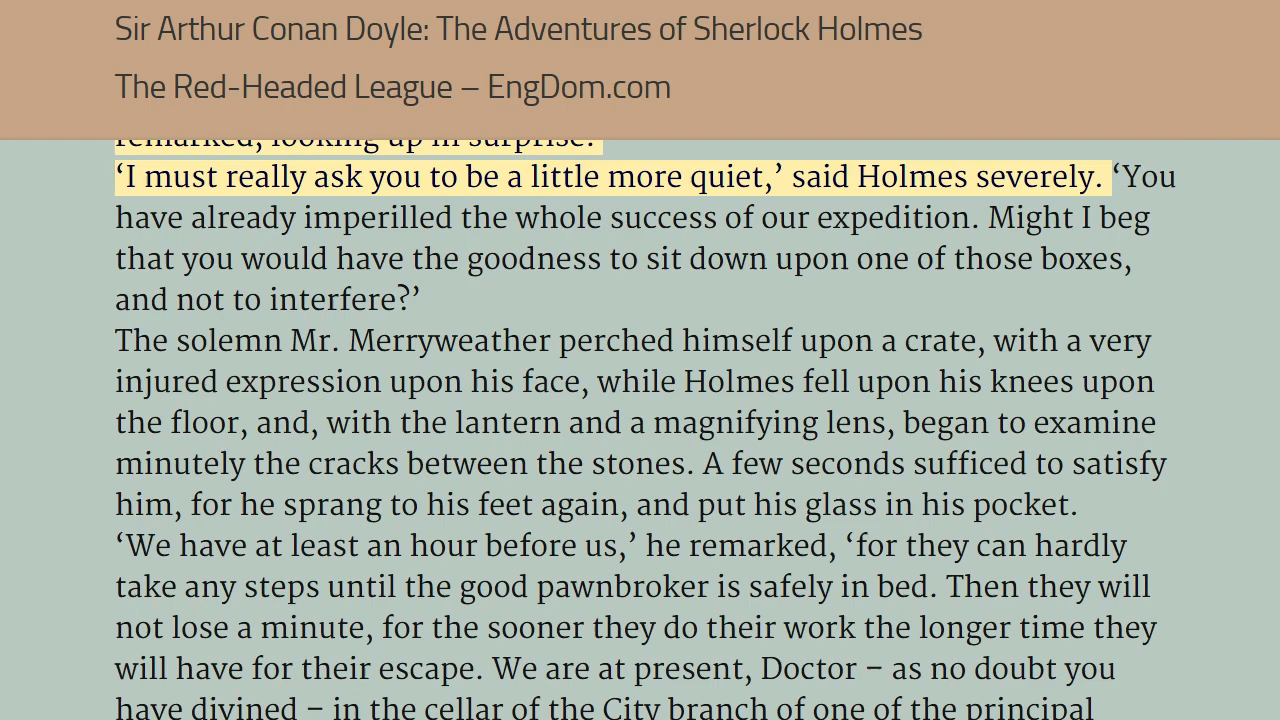 Sir Arthur Conan Doyle: The Adventures of Sherlock Holmes
The Red-Headed League – EngDom.com
remarked, looking up in surprise.
‘I must really ask you to be a little more quiet,’ said Holmes severely. ‘You
have already imperilled the whole success of our expedition. Might I beg
that you would have the goodness to sit down upon one of those boxes,
and not to interfere?’
The solemn Mr. Merryweather perched himself upon a crate, with a very
injured expression upon his face, while Holmes fell upon his knees upon
the floor, and, with the lantern and a magnifying lens, began to examine
minutely the cracks between the stones. A few seconds sufficed to satisfy
him, for he sprang to his feet again, and put his glass in his pocket.
‘We have at least an hour before us,’ he remarked, ‘for they can hardly
take any steps until the good pawnbroker is safely in bed. Then they will
not lose a minute, for the sooner they do their work the longer time they
will have for their escape. We are at present, Doctor – as no doubt you
have divined – in the cellar of the City branch of one of the principal